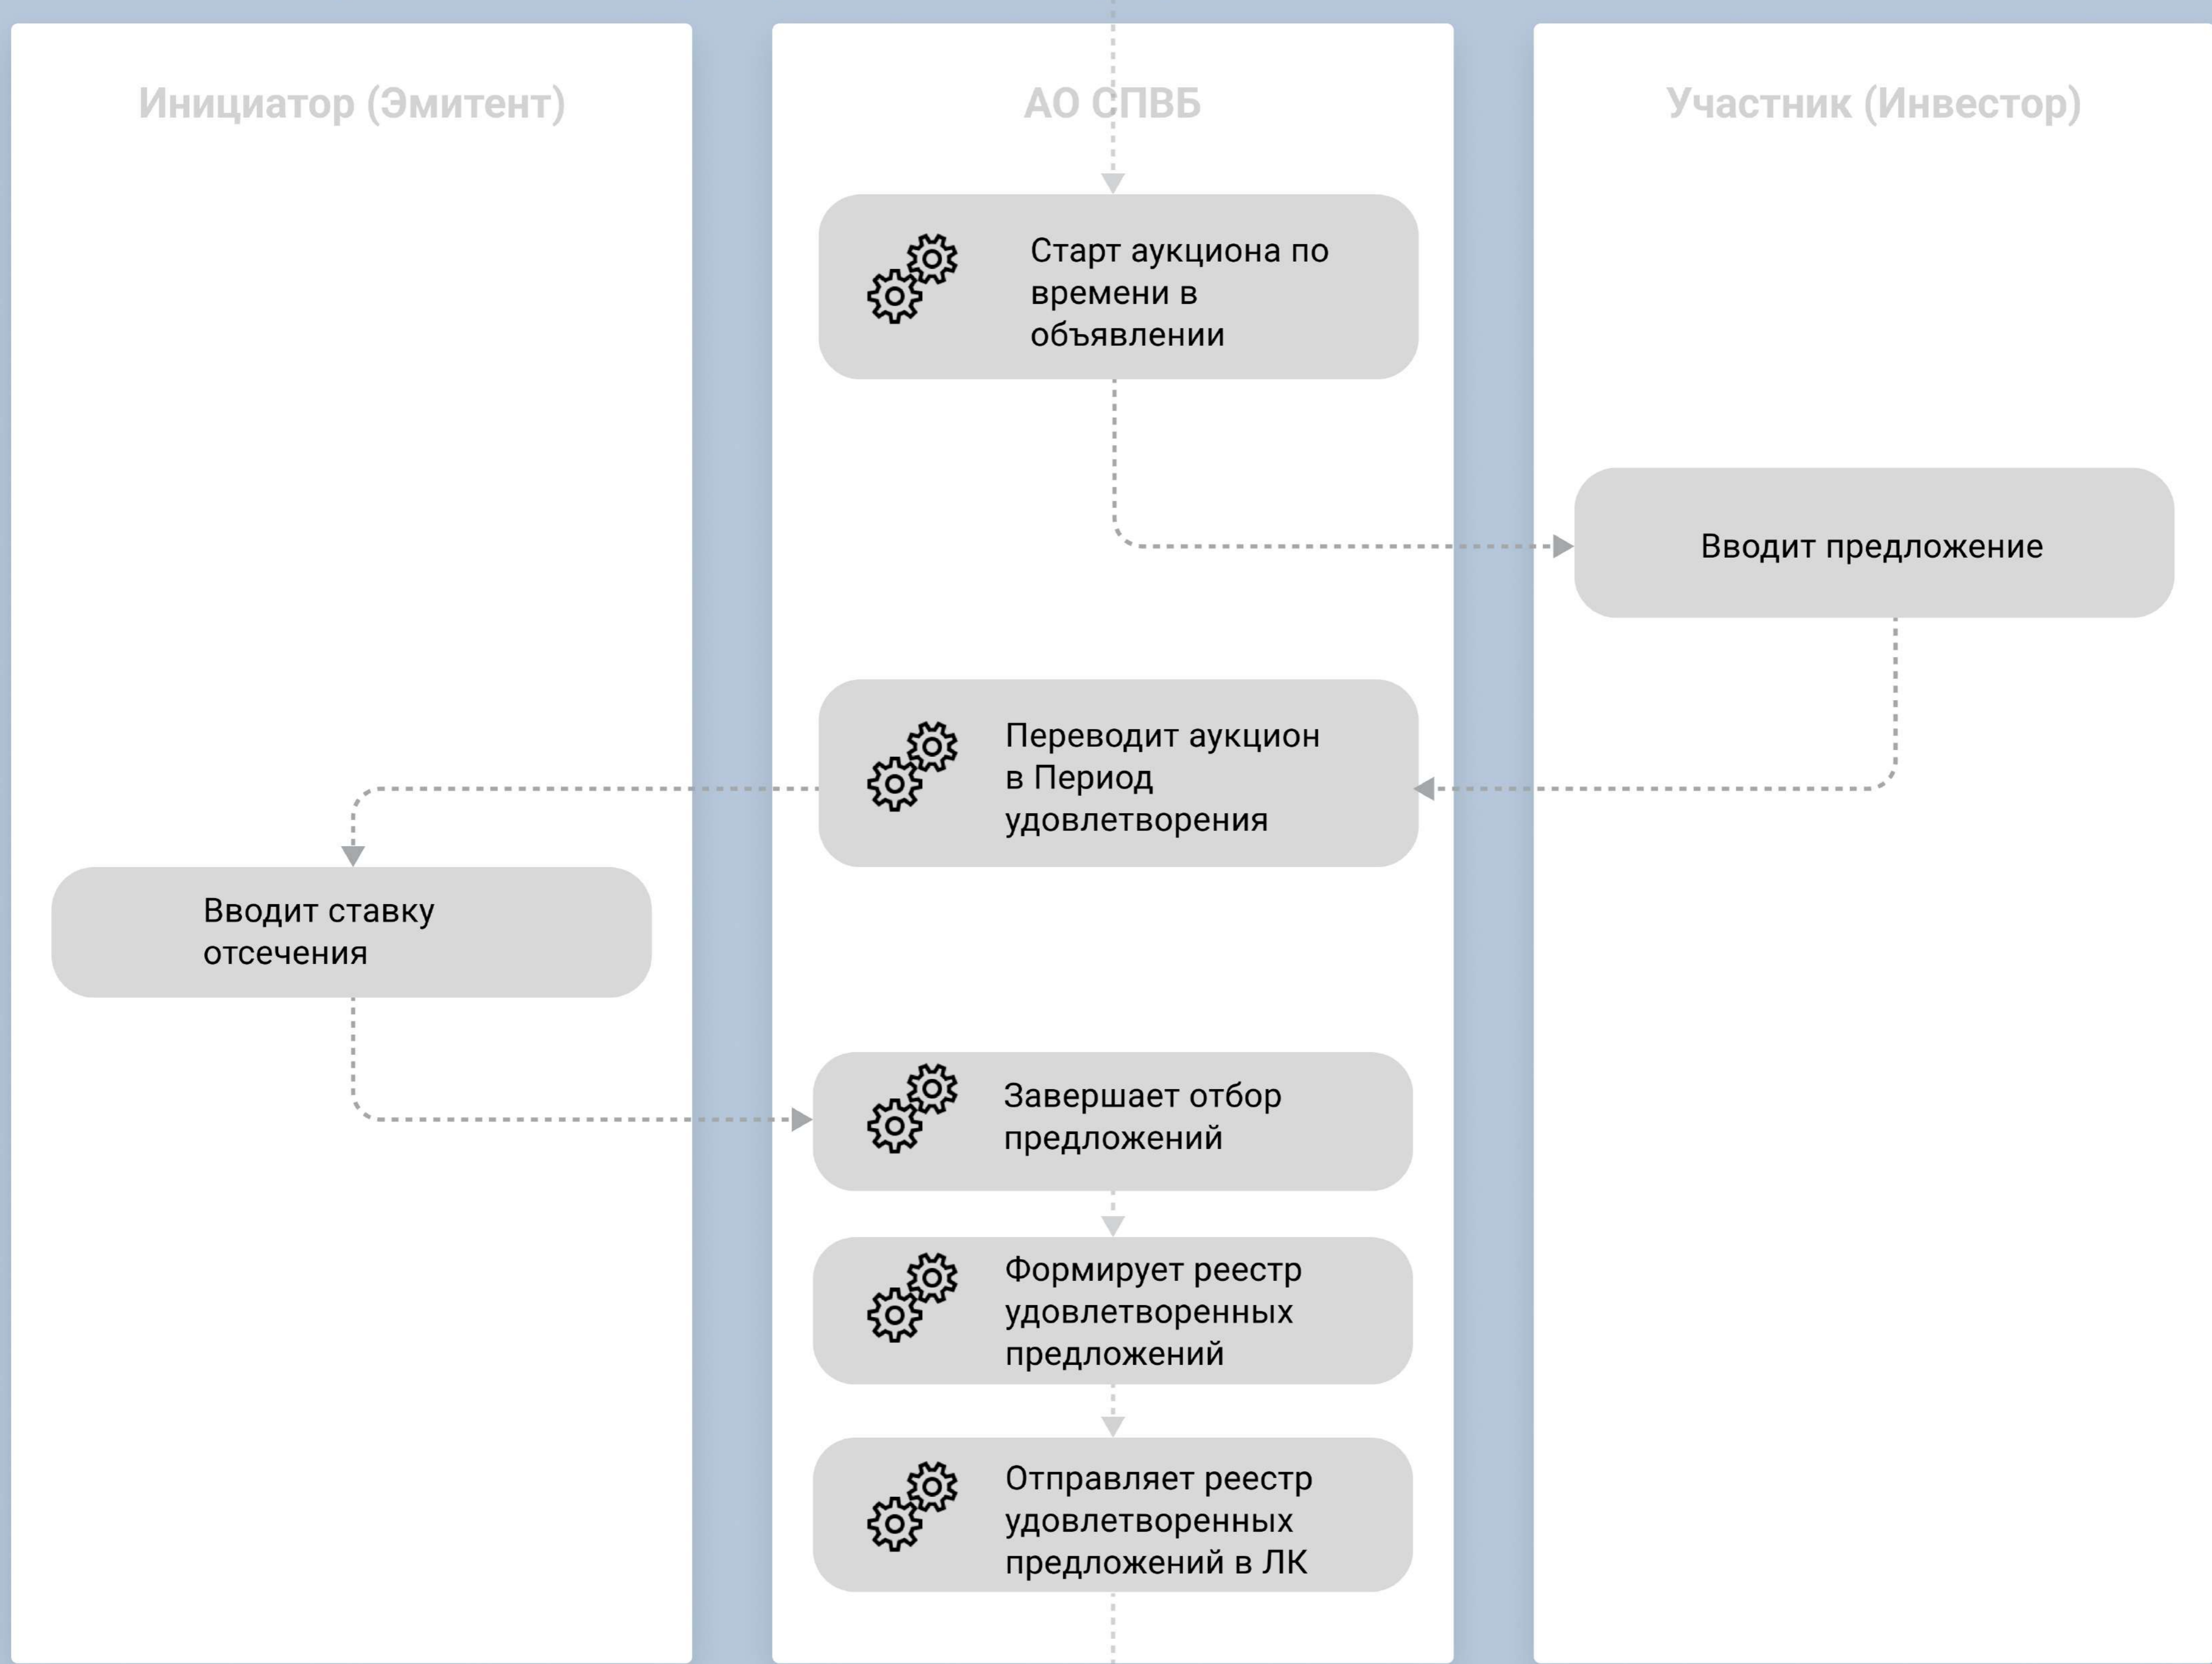 Инициатор (Эмитент)
АО СПВБ
Участник (Инвестор)
Старт аукциона по
времени в
объявлении
Вводит предложение
Переводит аукцион
в Период
удовлетворения
Вводит ставку
отсечения
Завершает отбор
предложений
Формирует реестр
удовлетворенных
предложений
Отправляет реестр
удовлетворенных
предложений в ЛК